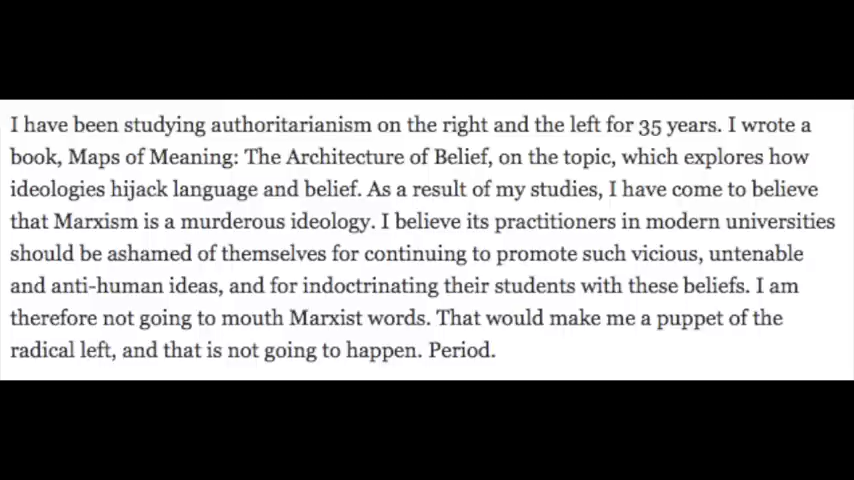 I have been studying authoritarianism on the right and the left for 35 years. I wrote a
book, Maps of Meaning: The Architecture of Belief, on the topic, which explores how
ideologies hijack language and belief. As a result of my studies, I have come to believe
that Marxism is a murderous ideology. I believe its practitioners in modern universities
should be ashamed of themselves for continuing to promote such vicious, untenable
and anti-human ideas, and for indoctrinating their students with these beliefs. I am
therefore not going to mouth Marxist words. That would make me a puppet of the
radical left, and that is not going to happen. Period.